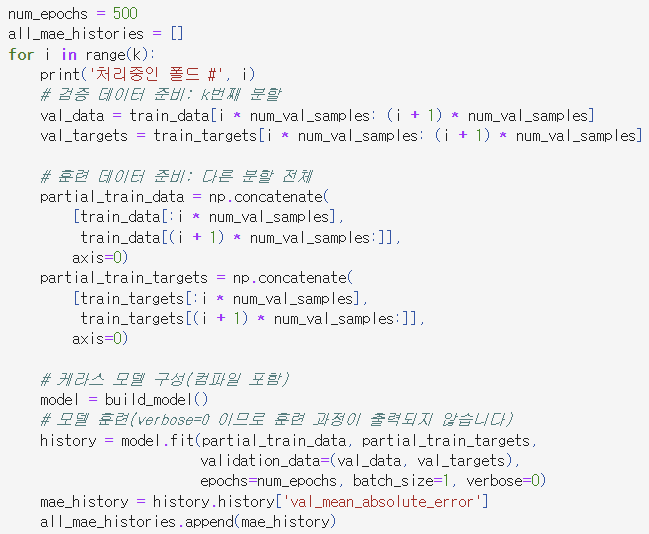 num_epochs = 500
all_mae_histories = []
for i in range(k):
    print('처리중인 폴드 #', i)
    # 검증 데이터 준비: k번째 분할
    val_data = train_data[i * num_val_samples: (i + 1) * num_val_samples]
    val_targets = train_targets[i * num_val_samples: (i + 1) * num_val_samples]

    # 훈련 데이터 준비: 다른 분할 전체
    partial_train_data = np.concatenate(
        [train_data[:i * num_val_samples],
         train_data[(i + 1) * num_val_samples:]],
        axis=0)
    partial_train_targets = np.concatenate(
        [train_targets[:i * num_val_samples],
         train_targets[(i + 1) * num_val_samples:]],
        axis=0)

    # 케라스 모델 구성(컴파일 포함)
    model = build_model()
    # 모델 훈련(verbose=0 이므로 훈련 과정이 출력되지 않습니다)
    history = model.fit(partial_train_data, partial_train_targets,
                        validation_data=(val_data, val_targets),
                        epochs=num_epochs, batch_size=1, verbose=0)
    mae_history = history.history['val_mean_absolute_error']
    all_mae_histories.append(mae_history)